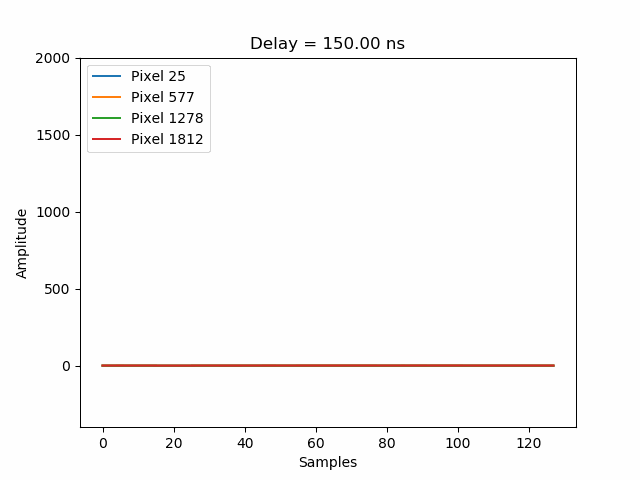 Delay = 150.00 ns
2000
1500
1000
500
0
Amplitude
Pixel 25
Pixel 577
Pixel 1278
Pixel 1812
0 20 40 60 80 100 120
Samples